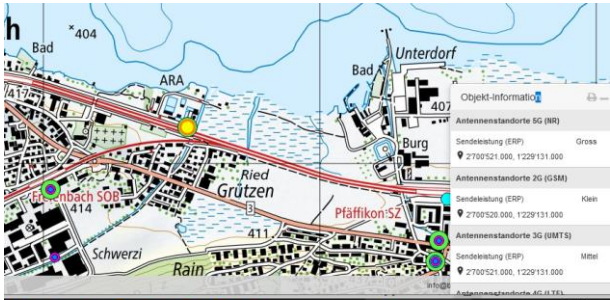 h
Bad
404
417
ARA
Unterdorf
Bad
407
Burg
Ried
Grützen
Freienbach SOB
414
3
Pfäffikon SZ
411
Schwerzi
Rain
Objekt-Information
Antennenstandorte 5G (NR)
Sendeleistung (ERP) Gross
2'700'521.000, 1'229'131.000
Antennenstandorte 2G (GSM)
Sendeleistung (ERP) Klein
2'700'520.000, 1'229'131.000
Antennenstandorte 3G (UMTS)
Sendeleistung (ERP) Mittel
2'700'521.000, 1'229'131.000
Antennenstandorte 4G (LTE)